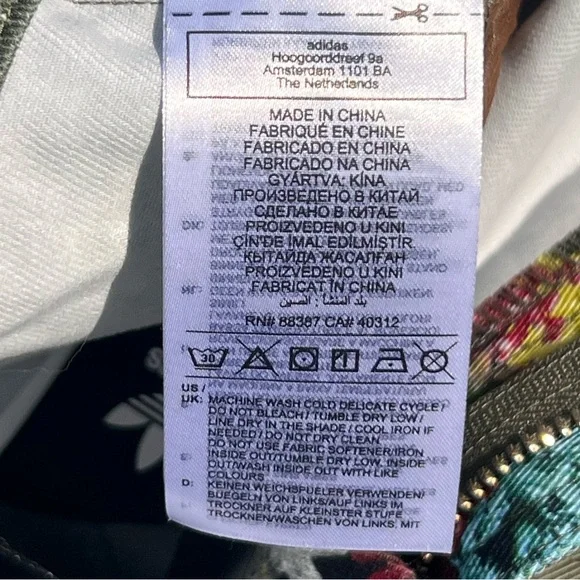 adidas
Hoogoorddreef 9a
Amsterdam 1101 BA
The Netherlands
MADE IN CHINA
FABRIQUÉ EN CHINE
FABRICADO EN CHINA
FABRICADO NA CHINA
GYÁRTVA: KÍNA
ПРОИЗВЕДЕНО В КИТАЙ
СДЕЛАНО В КИТАЕ
PROIZVEDENO U KINI
ÇİN'DE İMAL EDİLMİŞTİR
КЫТАЙДА ЖАСАЛҒАН
PROIZVEDENO U KINI
FABRICAT ÎN CHINA
بلد المنشأ : الصين
RN# 88387 CA# 40312
30
US /
UK: MACHINE WASH COLD DELICATE CYCLE /
DO NOT BLEACH / TUMBLE DRY LOW /
LINE DRY IN THE SHADE / COOL IRON IF
NEEDED / DO NOT DRY CLEAN
DO NOT USE FABRIC SOFTENER/IRON
INSIDE OUT/TUMBLE DRY LOW, INSIDE
OUT/WASH INSIDE OUT WITH LIKE
COLOURS
D: KEINEN WEICHSPUELER VERWENDEN/
BUEGELN VON LINKS/AUF LINKS IM
TROCKNER AUF KLEINSTER STUFE
TROCKNEN/WASCHEN VON LINKS, MIT